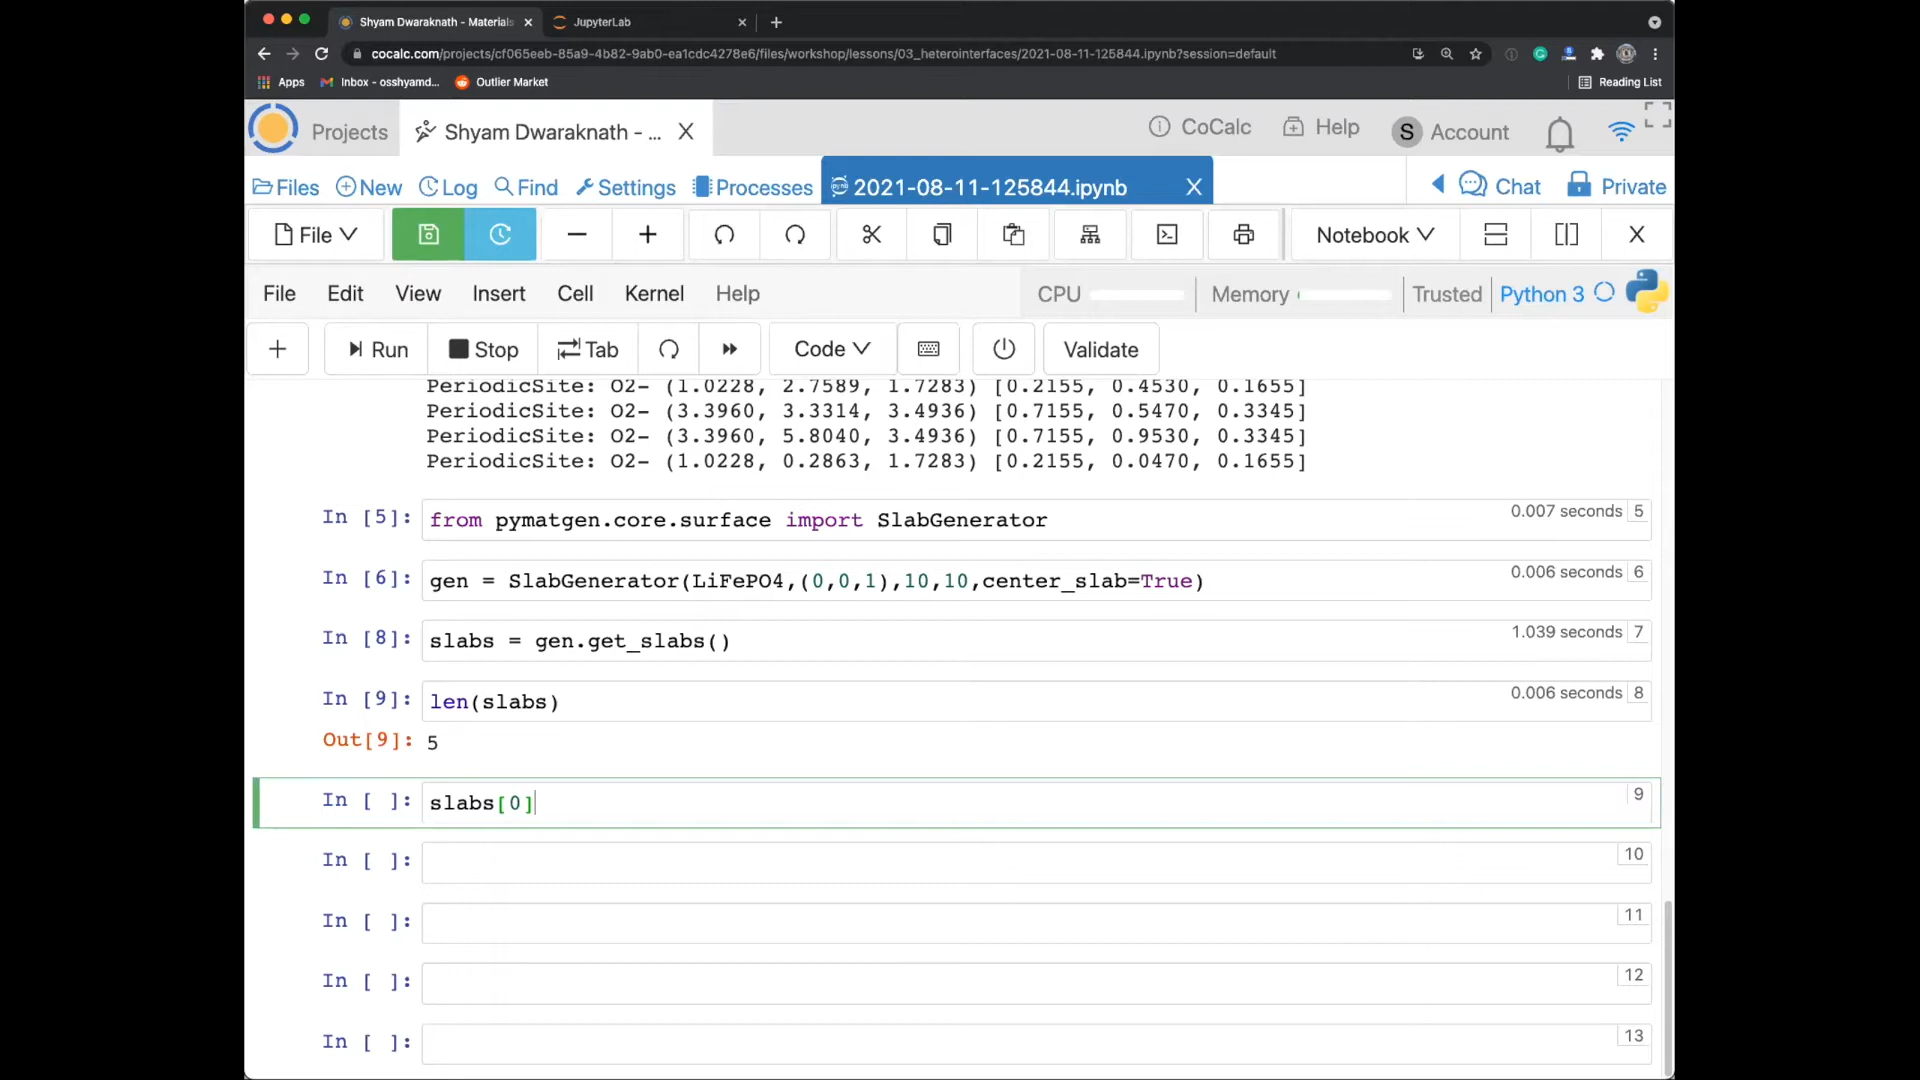 Shyam Dwaraknath - Materials
JupyterLab
cocalc.com/projects/cf065eeb-85a9-4b82-9ab0-ea1cdc4278e6/files/workshop/lessons/03_heterointerfaces/2021-08-11-125844.ipynb?session=default
Apps Inbox - osshyamd... Outlier Market Reading List
Projects Shyam Dwaraknath - ... X CoCalc Help S Account
Files New Log Find Settings Processes 2021-08-11-125844.ipynb X Chat Private
File Notebook X
File Edit View Insert Cell Kernel Help CPU Memory Trusted Python 3
Run Stop Tab Code Validate
PeriodicSite: O2- (1.0228, 2.7589, 1.7283) [0.2155, 0.4530, 0.1655]
PeriodicSite: O2- (3.3960, 3.3314, 3.4936) [0.7155, 0.5470, 0.3345]
PeriodicSite: O2- (3.3960, 5.8040, 3.4936) [0.7155, 0.9530, 0.3345]
PeriodicSite: O2- (1.0228, 0.2863, 1.7283) [0.2155, 0.0470, 0.1655]
In [5]: from pymatgen.core.surface import SlabGenerator 0.007 seconds 5
In [6]: gen = SlabGenerator(LiFePO4,(0,0,1),10,10,center_slab=True) 0.006 seconds 6
In [8]: slabs = gen.get_slabs() 1.039 seconds 7
In [9]: len(slabs) 0.006 seconds 8
Out[9]: 5
In [ ]: slabs[0] 9
In [ ]: 10
In [ ]: 11
In [ ]: 12
In [ ]: 13